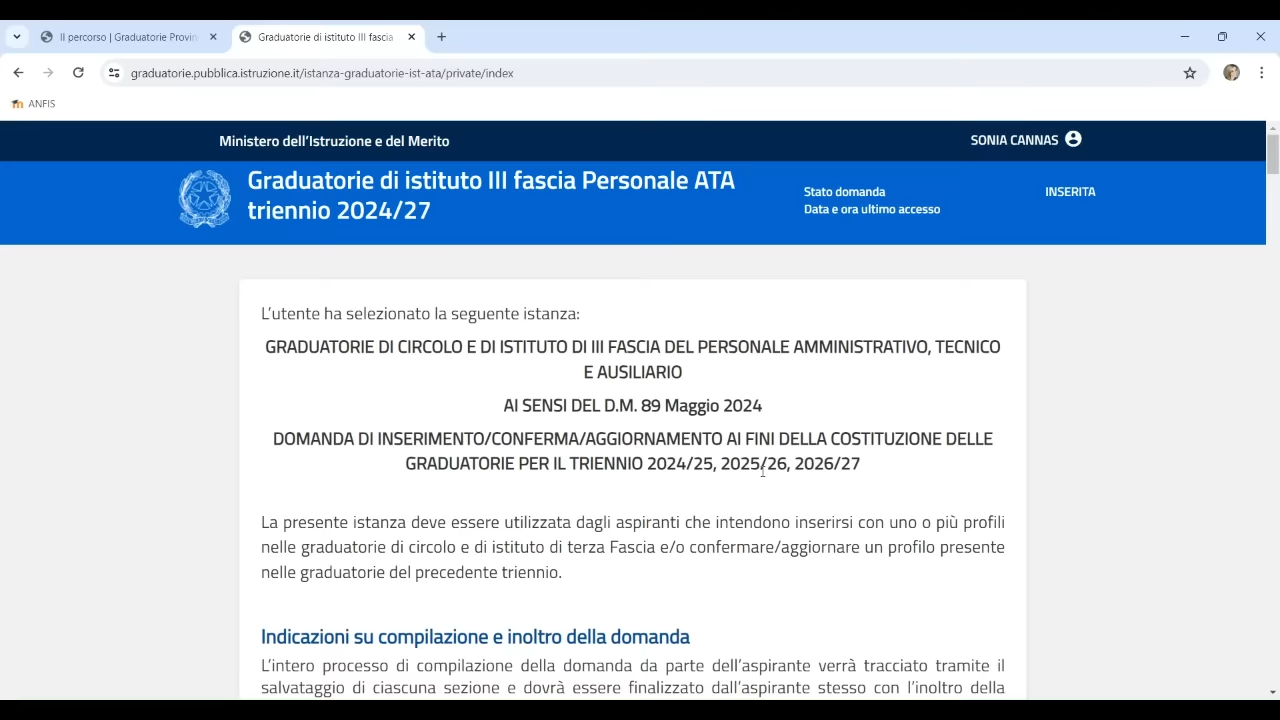 Il percorso | Graduatorie Provin
Graduatorie di istituto III fascia
graduatorie.pubblica.istruzione.it/istanza-graduatorie-ist-ata/private/index
ANFIS
Ministero dell'Istruzione e del Merito
SONIA CANNAS
Graduatorie di istituto III fascia Personale ATA
triennio 2024/27
Stato domanda
INSERITA
Data e ora ultimo accesso
L'utente ha selezionato la seguente istanza:
GRADUATORIE DI CIRCOLO E DI ISTITUTO DI III FASCIA DEL PERSONALE AMMINISTRATIVO, TECNICO
E AUSILIARIO
AI SENSI DEL D.M. 89 Maggio 2024
DOMANDA DI INSERIMENTO/CONFERMA/AGGIORNAMENTO AI FINI DELLA COSTITUZIONE DELLE
GRADUATORIE PER IL TRIENNIO 2024/25, 2025/26, 2026/27
La presente istanza deve essere utilizzata dagli aspiranti che intendono inserirsi con uno o più profili
nelle graduatorie di circolo e di istituto di terza Fascia e/o confermare/aggiornare un profilo presente
nelle graduatorie del precedente triennio.
Indicazioni su compilazione e inoltro della domanda
L'intero processo di compilazione della domanda da parte dell'aspirante verrà tracciato tramite il
salvataggio di ciascuna sezione e dovrà essere finalizzato dall'aspirante stesso con l'inoltro della